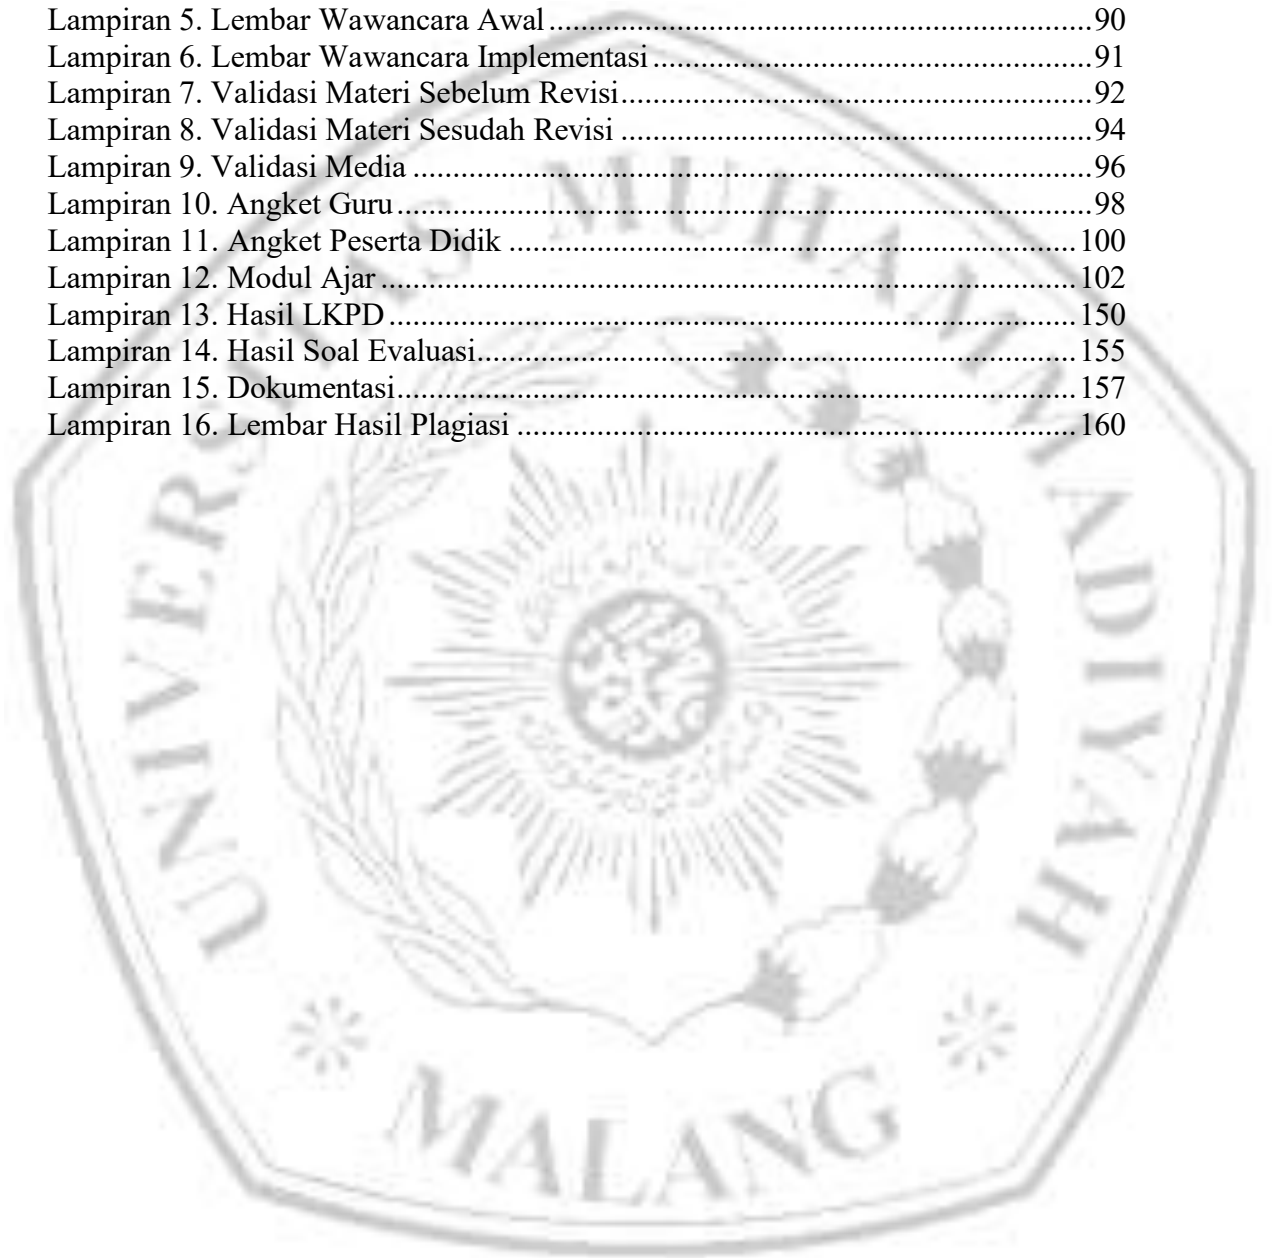 Lampiran 5. Lembar Wawancara Awal ........................................................................ 90
Lampiran 6. Lembar Wawancara Implementasi .......................................................... 91
Lampiran 7. Validasi Materi Sebelum Revisi .............................................................. 92
Lampiran 8. Validasi Materi Sesudah Revisi .............................................................. 94
Lampiran 9. Validasi Media ......................................................................................... 96
Lampiran 10. Angket Guru ........................................................................................... 98
Lampiran 11. Angket Peserta Didik ........................................................................... 100
Lampiran 12. Modul Ajar ........................................................................................... 102
Lampiran 13. Hasil LKPD .......................................................................................... 150
Lampiran 14. Hasil Soal Evaluasi ............................................................................... 155
Lampiran 15. Dokumentasi ......................................................................................... 157
Lampiran 16. Lembar Hasil Plagiasi .......................................................................... 160
UNIVERSITAS MUHAMMADIYAH
MALANG